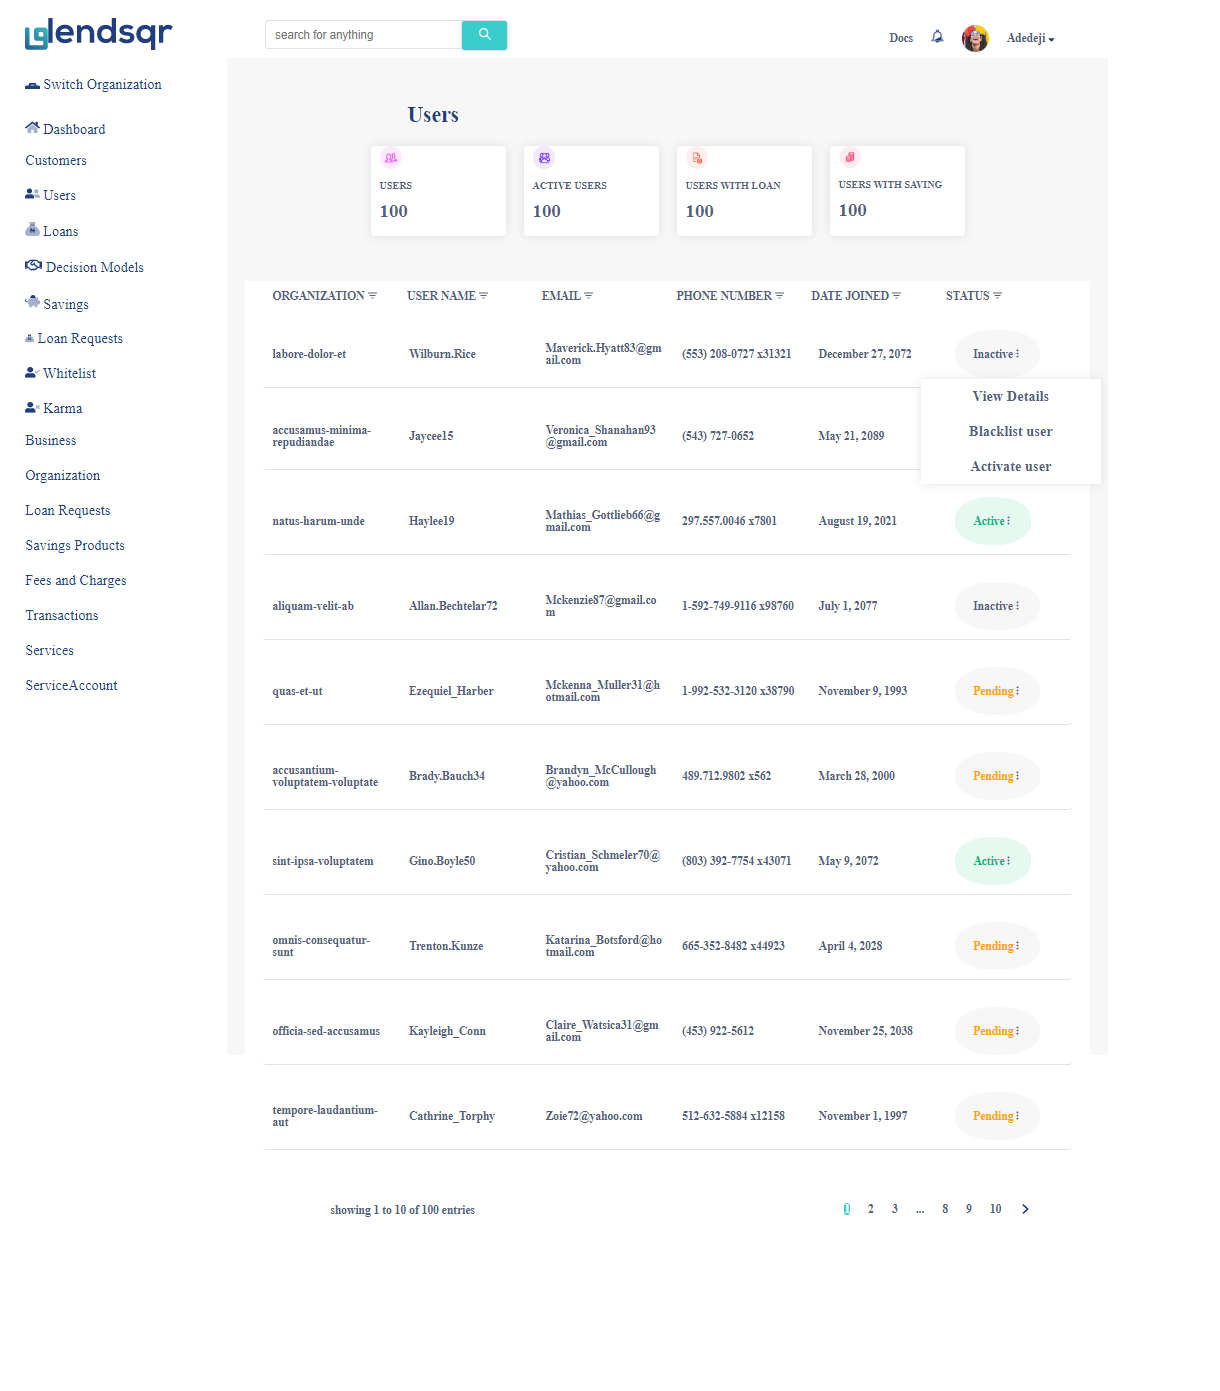 lendsqr
search for anything
Docs
Adedeji
Switch Organization
Dashboard
Customers
Users
Loans
Decision Models
Savings
Loan Requests
Whitelist
Karma
Business
Organization
Loan Requests
Savings Products
Fees and Charges
Transactions
Services
ServiceAccount
Users
USERS
100
ACTIVE USERS
100
USERS WITH LOAN
100
USERS WITH SAVING
100
ORGANIZATION USER NAME EMAIL PHONE NUMBER DATE JOINED STATUS
labore-dolor-et Wilburn.Rice Maverick.Hyatt83@gm
ail.com (553) 208-0727 x31321 December 27, 2072 Inactive
View Details
Blacklist user
Activate user
accusamus-minima-
repudiandae Jaycee15 Veronica_Shanahan93
@gmail.com (543) 727-0652 May 21, 2089
natus-harum-unde Haylee19 Mathias_Gottlieb66@g
mail.com 297.557.0046 x7801 August 19, 2021 Active
aliquam-velit-ab Allan.Bechtelar72 Mckenzie87@gmail.co
m 1-592-749-9116 x98760 July 1, 2077 Inactive
quas-et-ut Ezequiel_Harber Mckenna_Muller31@h
otmail.com 1-992-532-3120 x38790 November 9, 1993 Pending
accusantium-
voluptatem-voluptate Brady.Bauch34 Brandyn_McCullough
@yahoo.com 489.712.9802 x562 March 28, 2000 Pending
sint-ipsa-voluptatem Gino.Boyle50 Cristian_Schmeler70@
yahoo.com (803) 392-7754 x43071 May 9, 2072 Active
omnis-consequatur-
sunt Trenton.Kunze Katarina_Botsford@ho
tmail.com 665-352-8482 x44923 April 4, 2028 Pending
officia-sed-accusamus Kayleigh_Conn Claire_Watsica31@gm
ail.com (453) 922-5612 November 25, 2038 Pending
tempore-laudantium-
aut Cathrine_Torphy Zoie72@yahoo.com 512-632-5884 x12158 November 1, 1997 Pending
showing 1 to 10 of 100 entries
1 2 3 ... 8 9 10